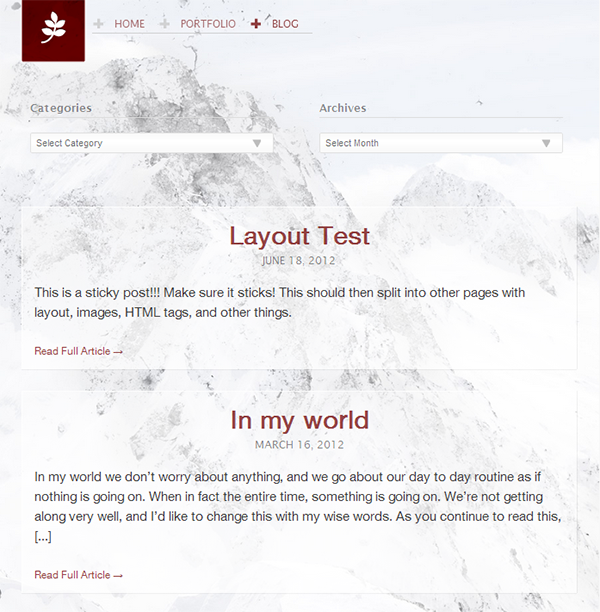 HOME PORTFOLIO BLOG
Categories Archives
Select Category Select Month
Layout Test
JUNE 18, 2012
This is a sticky post!!! Make sure it sticks! This should then split into other pages with
layout, images, HTML tags, and other things.
Read Full Article →
In my world
MARCH 16, 2012
In my world we don’t worry about anything, and we go about our day to day routine as if
nothing is going on. When in fact the entire time, something is going on. We’re not getting
along very well, and I’d like to change this with my wise words. As you continue to read this,
[...]
Read Full Article →